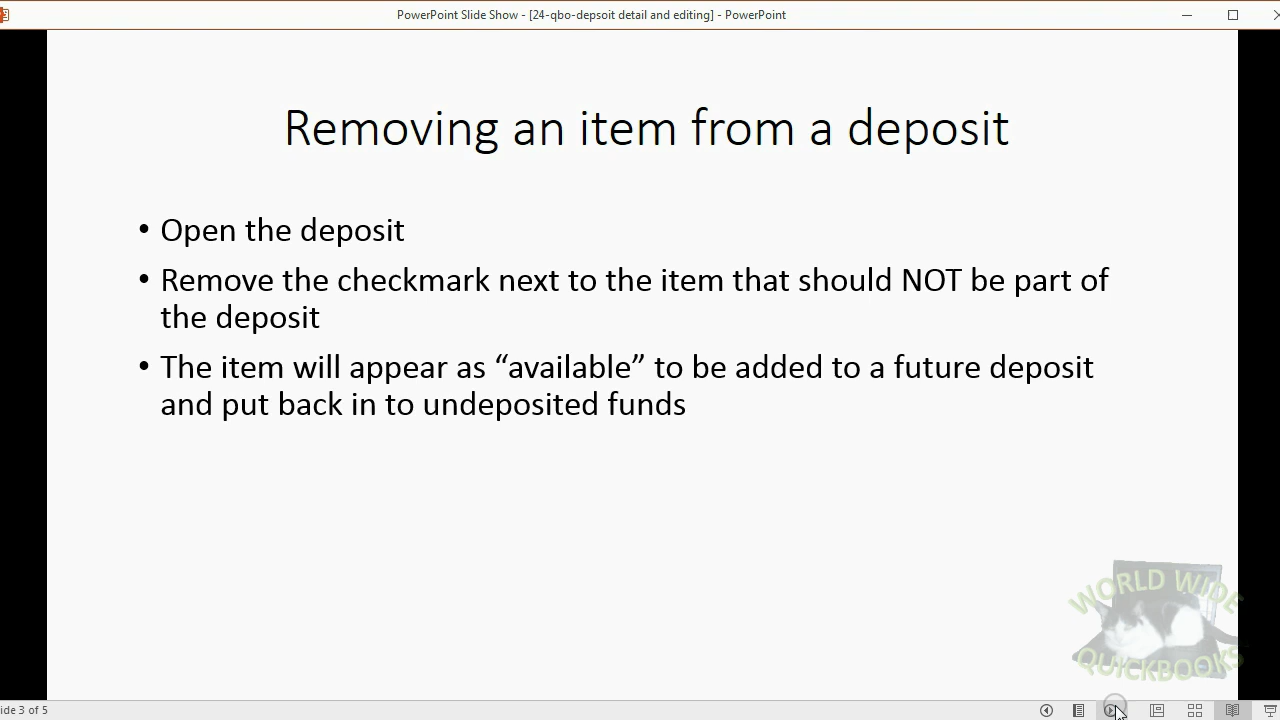 PowerPoint Slide Show - [24-qbo-depsoit detail and editing] - PowerPoint
Removing an item from a deposit
• Open the deposit
• Remove the checkmark next to the item that should NOT be part of
the deposit
• The item will appear as “available” to be added to a future deposit
and put back in to undeposited funds
WORLD WIDE
QUICKBOOKS
ide 3 of 5